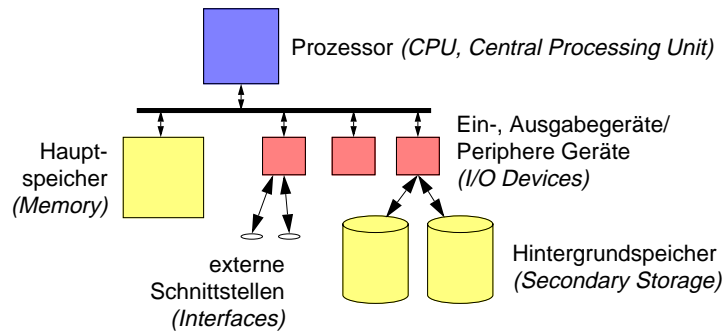 Prozessor (CPU, Central Processing Unit)
Haupt-
speicher
(Memory)
Ein-, Ausgabegeräte/
Periphere Geräte
(I/O Devices)
externe
Schnittstellen
(Interfaces)
Hintergrundspeicher
(Secondary Storage)